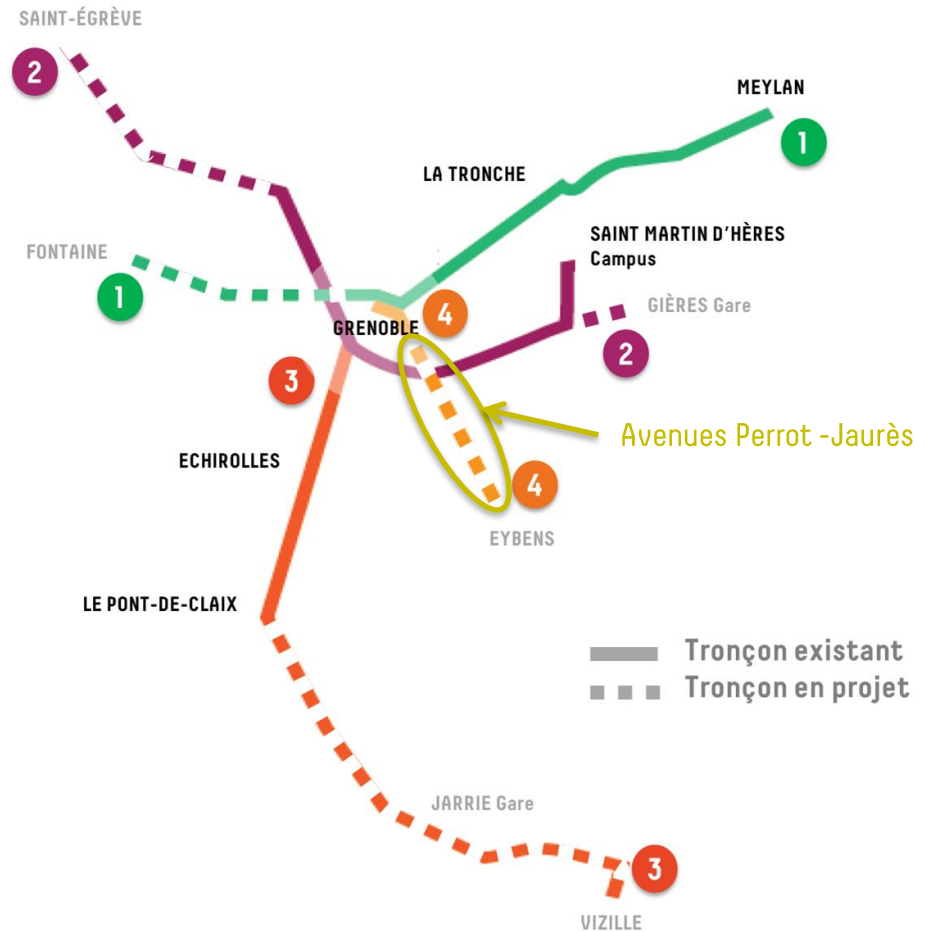 SAINT-ÉGRÈVE
2
MEYLAN
1
LA TRONCHE
SAINT MARTIN D'HÈRES
Campus
FONTAINE
1
GIÈRES Gare
4
GRENOBLE
2
3
Avenues Perrot -Jaurès
ECHIROLLES
4
EYBENS
LE PONT-DE-CLAIX
Tronçon existant
Tronçon en projet
JARRIE Gare
3
VIZILLE